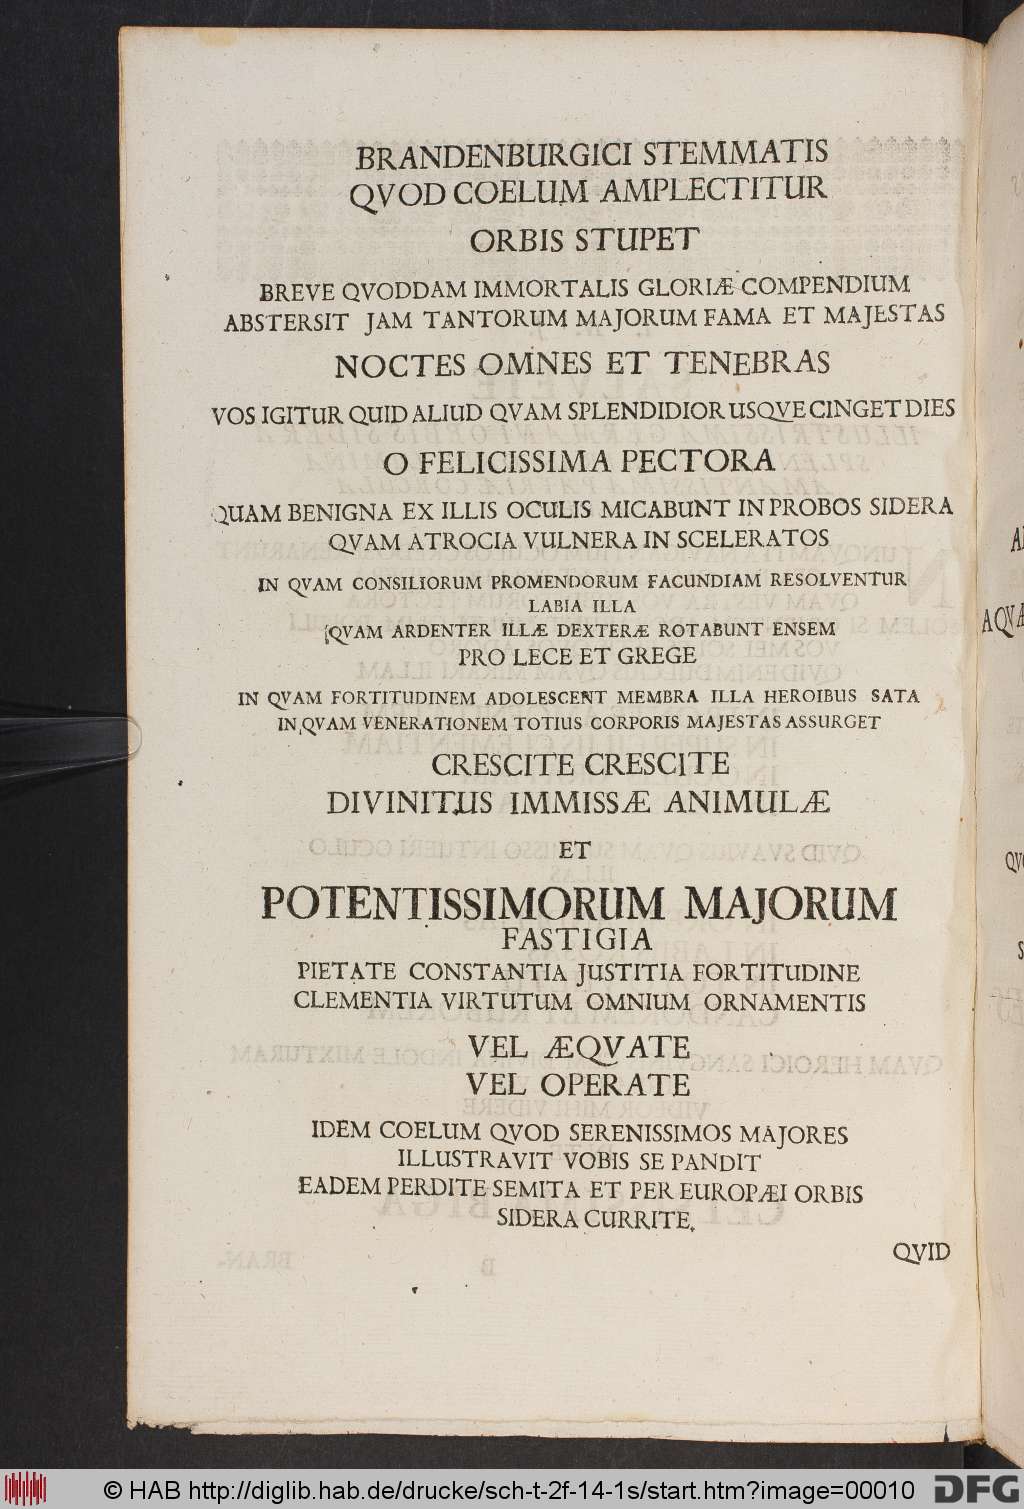 BRANDENBURGICI STEMMATIS
QVOD COELUM AMPLECTITUR
ORBIS STUPET
BREVE QVODDAM IMMORTALIS GLORIÆ COMPENDIUM
ABSTERSIT JAM TANTORUM MAJORUM FAMA ET MAJESTAS
NOCTES OMNES ET TENEBRAS
VOS IGITUR QUID ALIUD QVAM SPLENDIDIOR USQVE CINGET DIES
O FELICISSIMA PECTORA
QUAM BENIGNA EX ILLIS OCULIS MICABUNT IN PROBOS SIDERA
QVAM ATROCIA VULNERA IN SCELERATOS
IN QVAM CONSILIORUM PROMENDORUM FACUNDIAM RESOLVENTUR
LABIA ILLA
QVAM ARDENTER ILLÆ DEXTERÆ ROTABUNT ENSEM
PRO LECE ET GREGE
IN QVAM FORTITUDINEM ADOLESCENT MEMBRA ILLA HEROIBUS SATA
IN QVAM VENERATIONEM TOTIUS CORPORIS MAJESTAS ASSURGET
CRESCITE CRESCITE
DIVINITUS IMMISSÆ ANIMULÆ
ET
POTENTISSIMORUM MAJORUM
FASTIGIA
PIETATE CONSTANTIA JUSTITIA FORTITUDINE
CLEMENTIA VIRTUTUM OMNIUM ORNAMENTIS
VEL ÆQVATE
VEL OPERATE
IDEM COELUM QVOD SERENISSIMOS MAJORES
ILLUSTRAVIT VOBIS SE PANDIT
EADEM PERDITE SEMITA ET PER EUROPÆI ORBIS
SIDERA CURRITE.
QVID
© HAB http://diglib.hab.de/drucke/sch-t-2f-14-1s/start.htm?image=00010
DFG